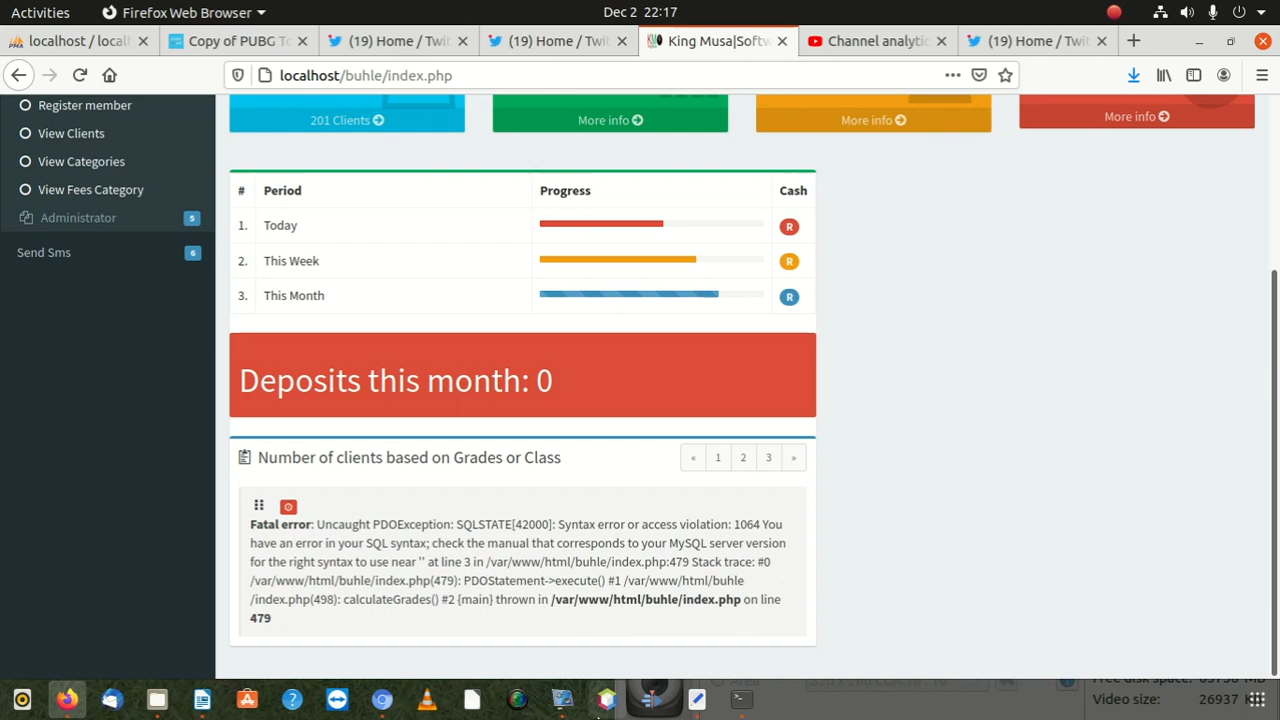 Activities Firefox Web Browser Dec 2 22:17
localhost / local Copy of PUBG To (19) Home / Twit (19) Home / Twit King Musa|Softw Channel analytic (19) Home / Twit
localhost/buhle/index.php
Register member
View Clients
View Categories
View Fees Category
Administrator 5
Send Sms 6
201 Clients More info More info More info
# Period Progress Cash
1. Today R
2. This Week R
3. This Month R
Deposits this month: 0
Number of clients based on Grades or Class « 1 2 3 »
Fatal error: Uncaught PDOException: SQLSTATE[42000]: Syntax error or access violation: 1064 You
have an error in your SQL syntax; check the manual that corresponds to your MySQL server version
for the right syntax to use near '' at line 3 in /var/www/html/buhle/index.php:479 Stack trace: #0
/var/www/html/buhle/index.php(479): PDOStatement->execute() #1 /var/www/html/buhle
/index.php(498): calculateGrades() #2 {main} thrown in /var/www/html/buhle/index.php on line
479
Video size: 26937